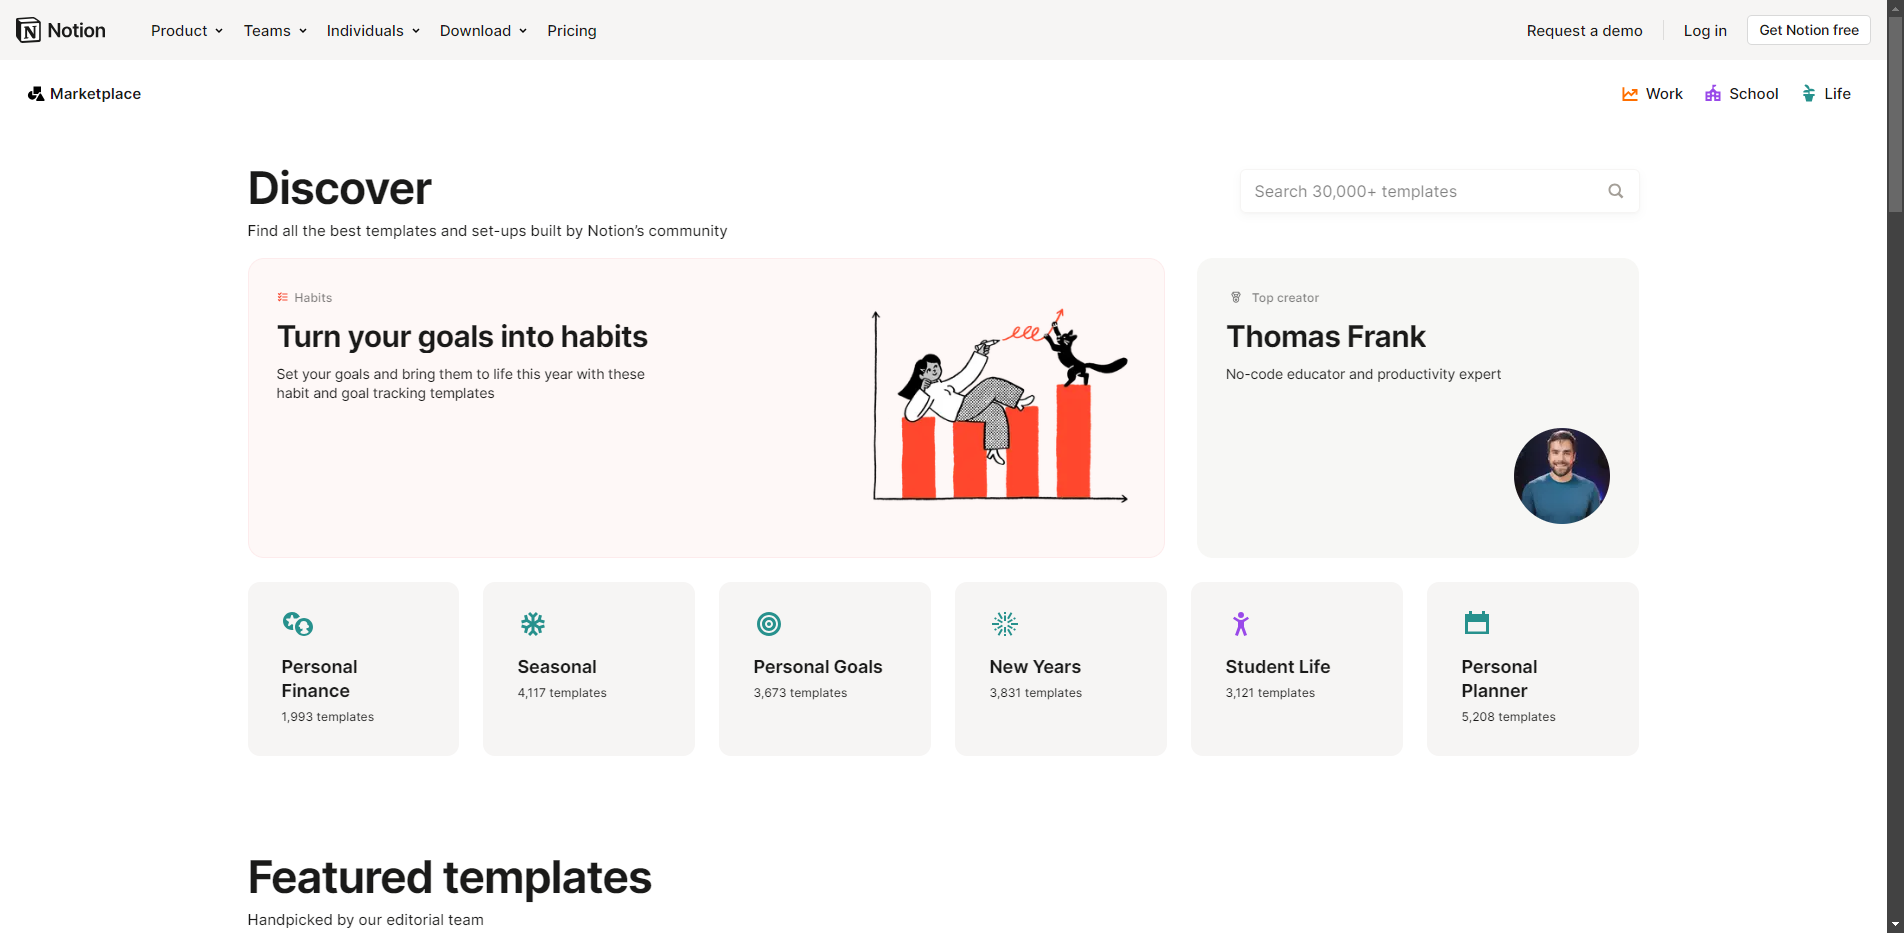 Notion
Product
Teams
Individuals
Download
Pricing
Request a demo
Log in
Get Notion free
Marketplace
Work
School
Life
Discover
Search 30,000+ templates
Find all the best templates and set-ups built by Notion’s community
Habits
Turn your goals into habits
Set your goals and bring them to life this year with these
habit and goal tracking templates
Top creator
Thomas Frank
No-code educator and productivity expert
Personal
Finance
1,993 templates
Seasonal
4,117 templates
Personal Goals
3,673 templates
New Years
3,831 templates
Student Life
3,121 templates
Personal
Planner
5,208 templates
Featured templates
Handpicked by our editorial team